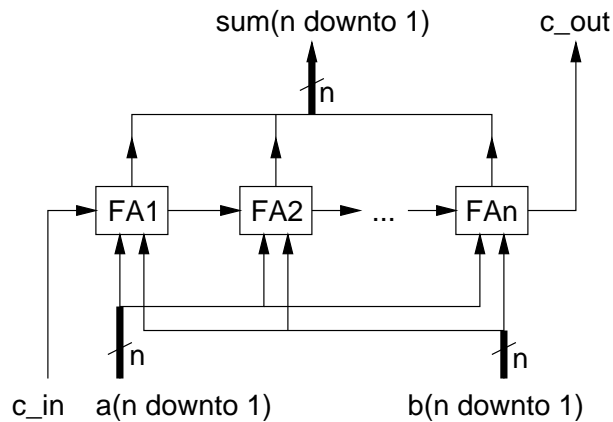 sum(n downto 1) c_out
n
FA1 FA2 ... FAn
n n
c_in a(n downto 1) b(n downto 1)